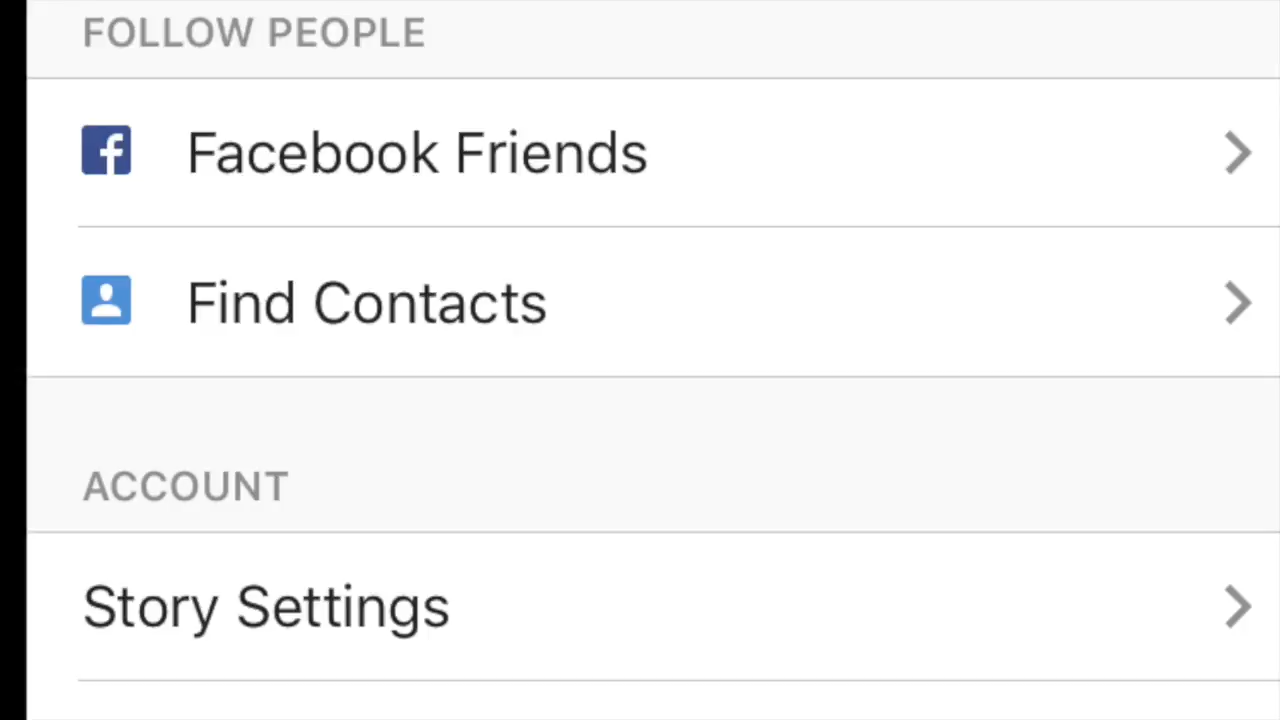 FOLLOW PEOPLE
Facebook Friends
Find Contacts
ACCOUNT
Story Settings